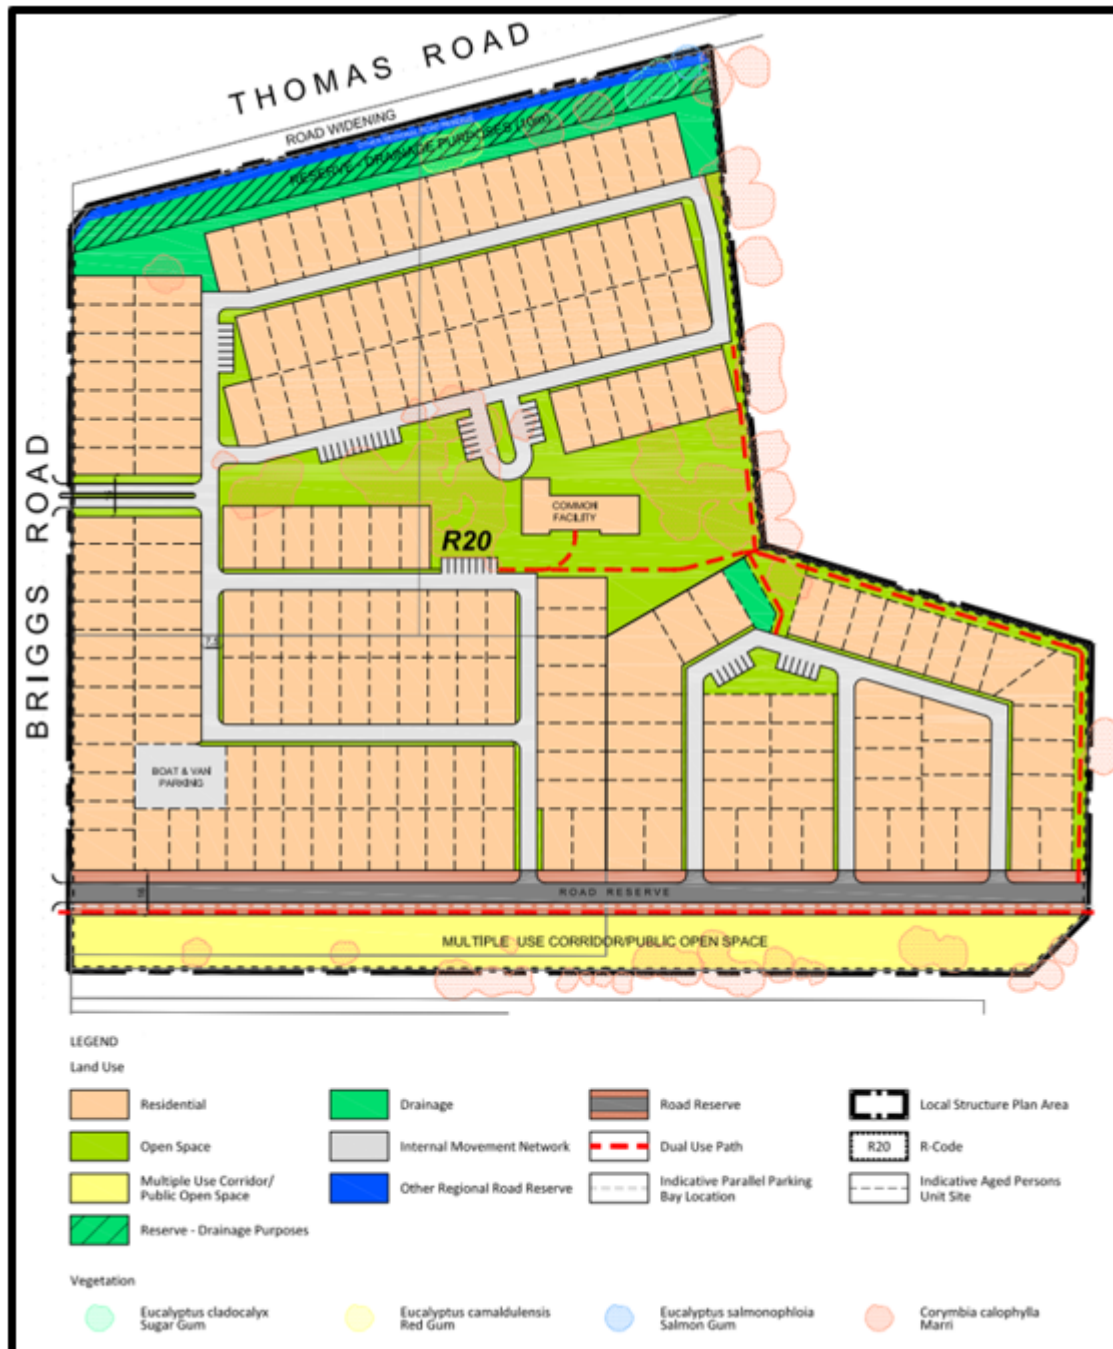 THOMAS ROAD
ROAD WIDENING
RESERVE - DRAINAGE PURPOSES (10m)
BRIGGS ROAD
COMMON
FACILITY
R20
7.5
BOAT & VAN
PARKING
ROAD RESERVE
MULTIPLE USE CORRIDOR/PUBLIC OPEN SPACE
LEGEND
Land Use
Residential
Drainage
Road Reserve
Local Structure Plan Area
Open Space
Internal Movement Network
Dual Use Path
R20
R-Code
Multiple Use Corridor/
Public Open Space
Other Regional Road Reserve
Indicative Parallel Parking
Bay Location
Indicative Aged Persons
Unit Site
Reserve - Drainage Purposes
Vegetation
Eucalyptus cladocalyx
Sugar Gum
Eucalyptus camaldulensis
Red Gum
Eucalyptus salmonophloia
Salmon Gum
Corymbia calophylla
Marri